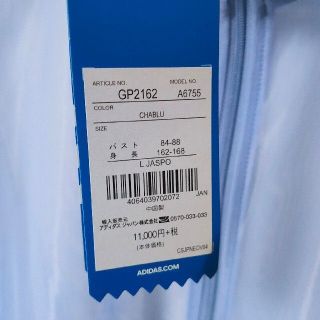 ARTICLE NO. MODEL NO.
GP2162 A6755
COLOR
CHABLU
SIZE
バスト 84-88
身長 162-168
L JASPO
4064039702072 JAN
中国製
輸入販売元
アディダス ジャパン株式会社 0570-033-033
11,000円+税
(本体価格)
CSJPNEOV04
ADIDAS.COM